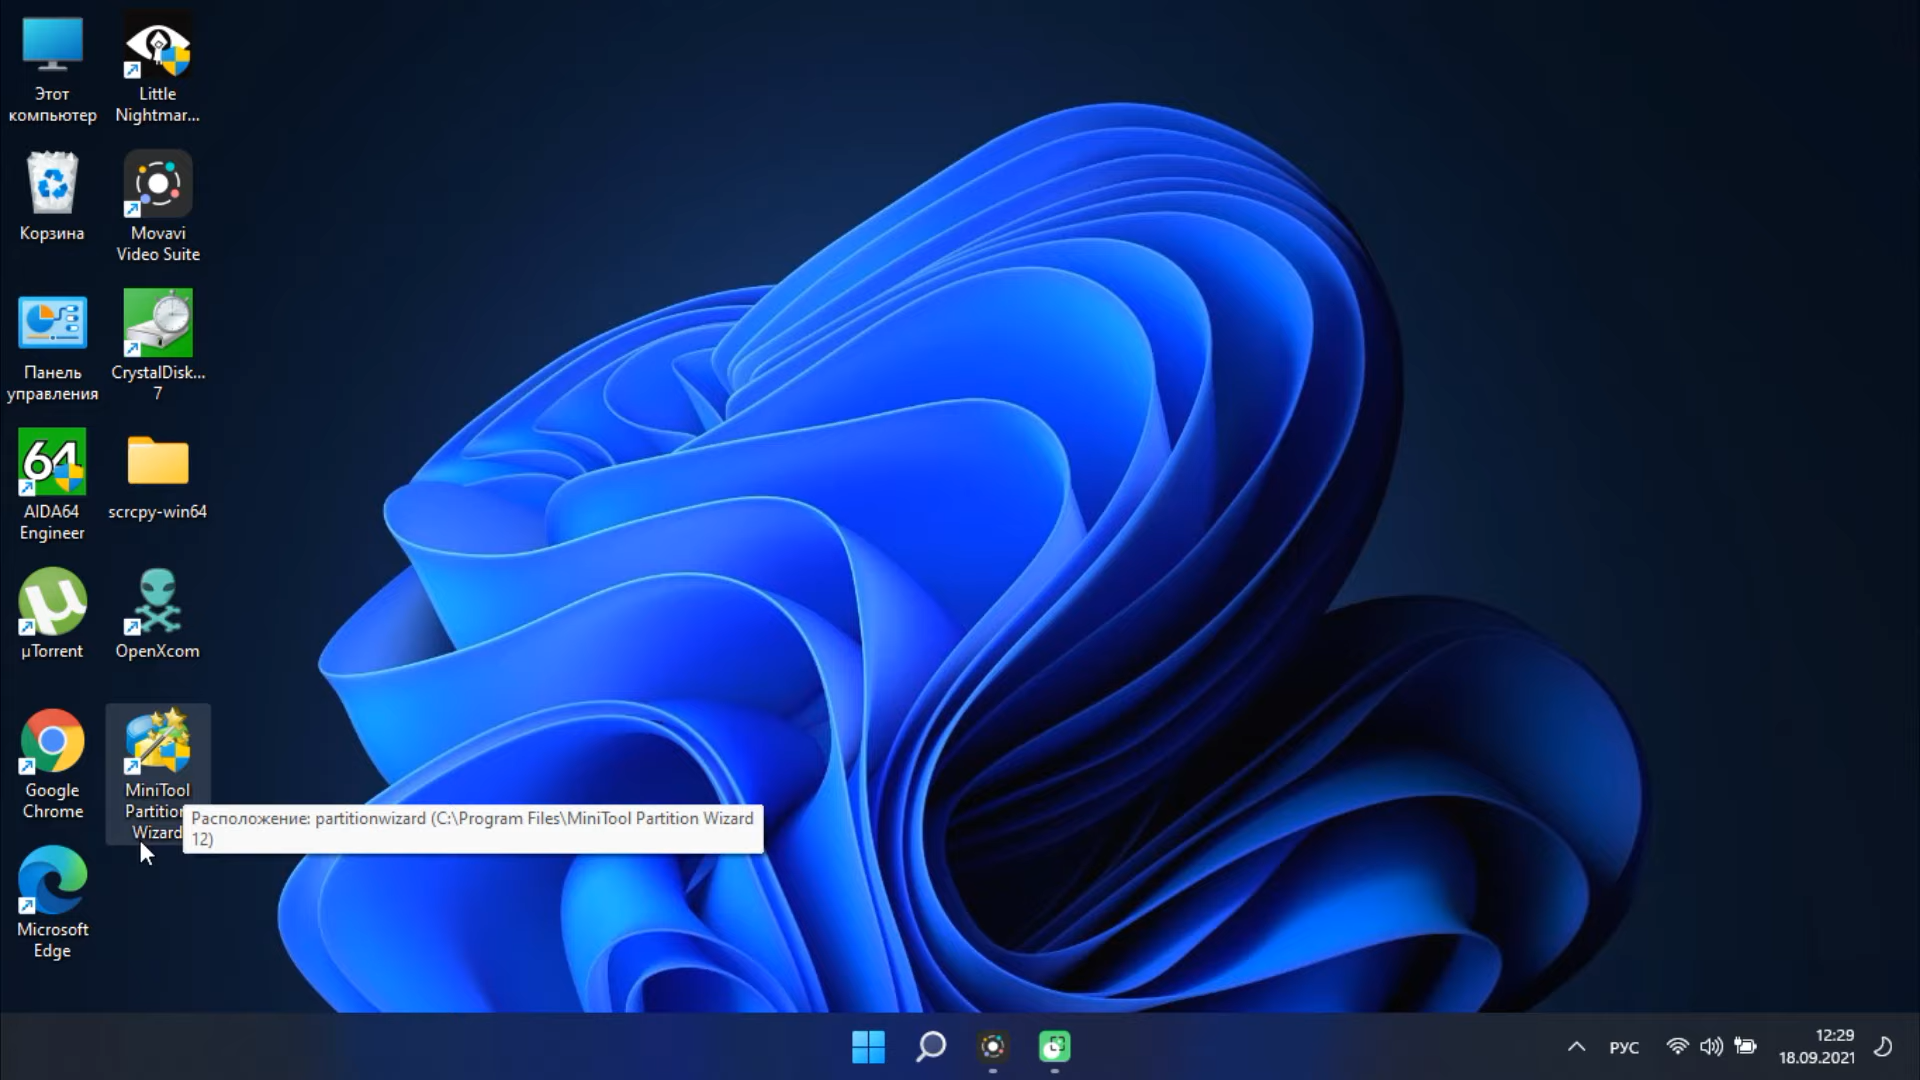 Этот
компьютер
Little
Nightmar...
Корзина
Movavi
Video Suite
Панель
управления
CrystalDisk...
7
64
AIDA64
Engineer
scrcpy-win64
µ
µTorrent
OpenXcom
Google
Chrome
MiniTool
Partition
Wizard
Расположение: partitionwizard (C:\Program Files\MiniTool Partition Wizard
12)
Microsoft
Edge
РУС
12:29
18.09.2021